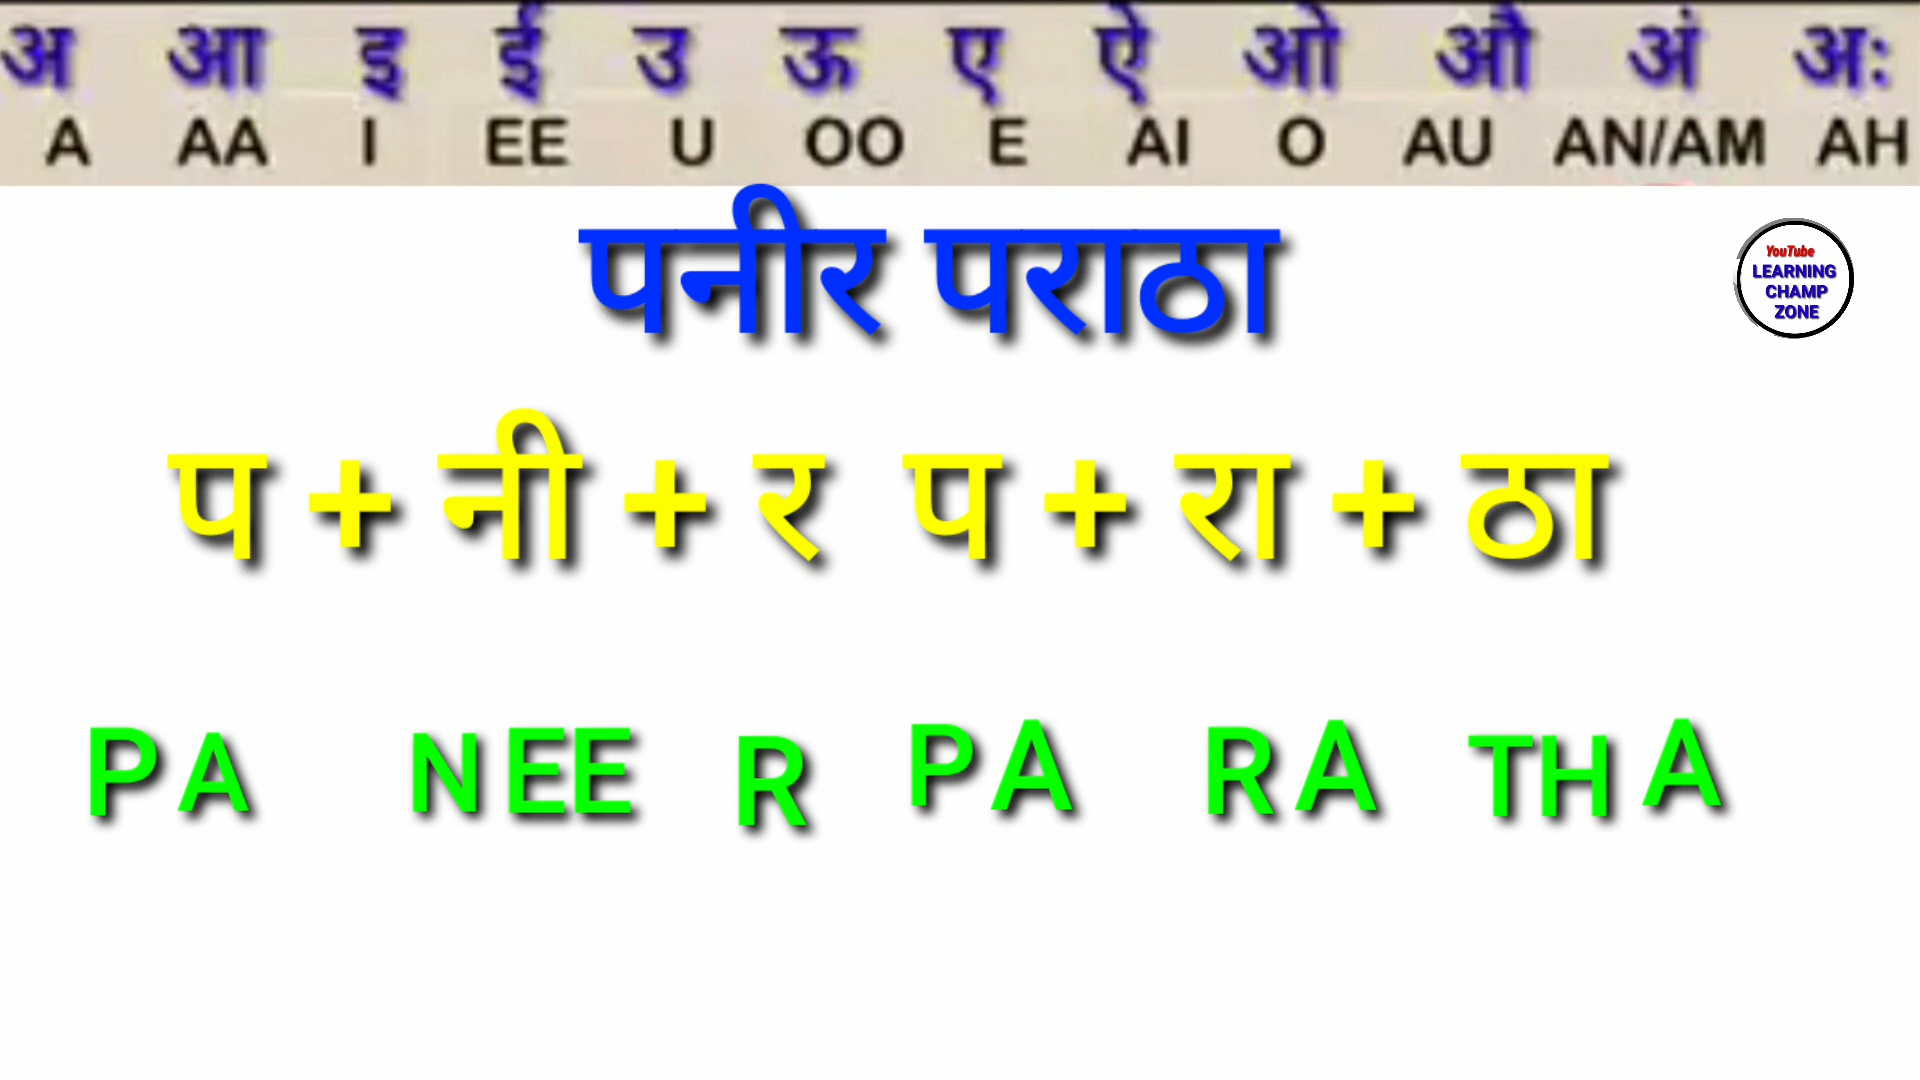 अ आ इ ई उ ऊ ए ऐ ओ औ अं अः
A AA I EE U OO E AI O AU AN/AM AH
पनीर पराठा
YouTube
LEARNING
CHAMP
ZONE
प + नी + र प + रा + ठा
PA NEE R PA RA THA